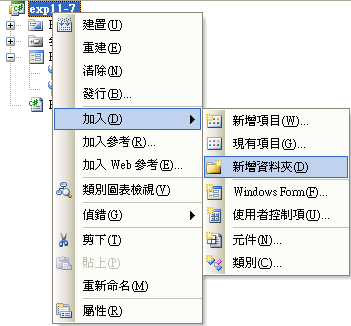 exp11-7
建置(U)
重建(E)
清除(N)
發行(B)...
加入(D)
加入參考(R)...
加入 Web 參考(E)...
類別圖表檢視(V)
偵錯(G)
剪下(T)
貼上(P)
重新命名(M)
屬性(R)
新增項目(W)...
現有項目(G)...
新增資料夾(D)
Windows Form(F)...
使用者控制項(U)...
元件(N)...
類別(C)...